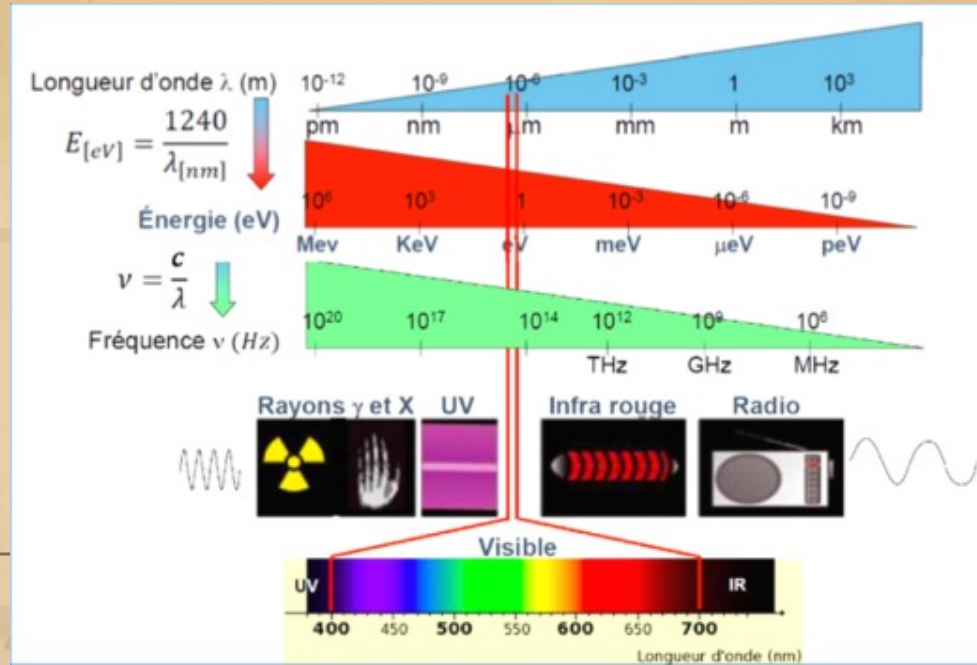 Longueur d'onde λ (m)
10⁻¹² 10⁻⁹ 10⁻⁶ 10⁻³ 1 10³
pm nm μm mm m km
E[eV] = 1240 / λ[nm]
10⁶ 10³ 1 10⁻³ 10⁻⁶ 10⁻⁹
Énergie (eV)
Mev KeV eV meV μeV peV
ν = c / λ
10²⁰ 10¹⁷ 10¹⁴ 10¹² 10⁹ 10⁶
Fréquence ν (Hz)
THz GHz MHz
Rayons γ et X UV Infra rouge Radio
Visible
UV IR
400 450 500 550 600 650 700
Longueur d'onde (nm)